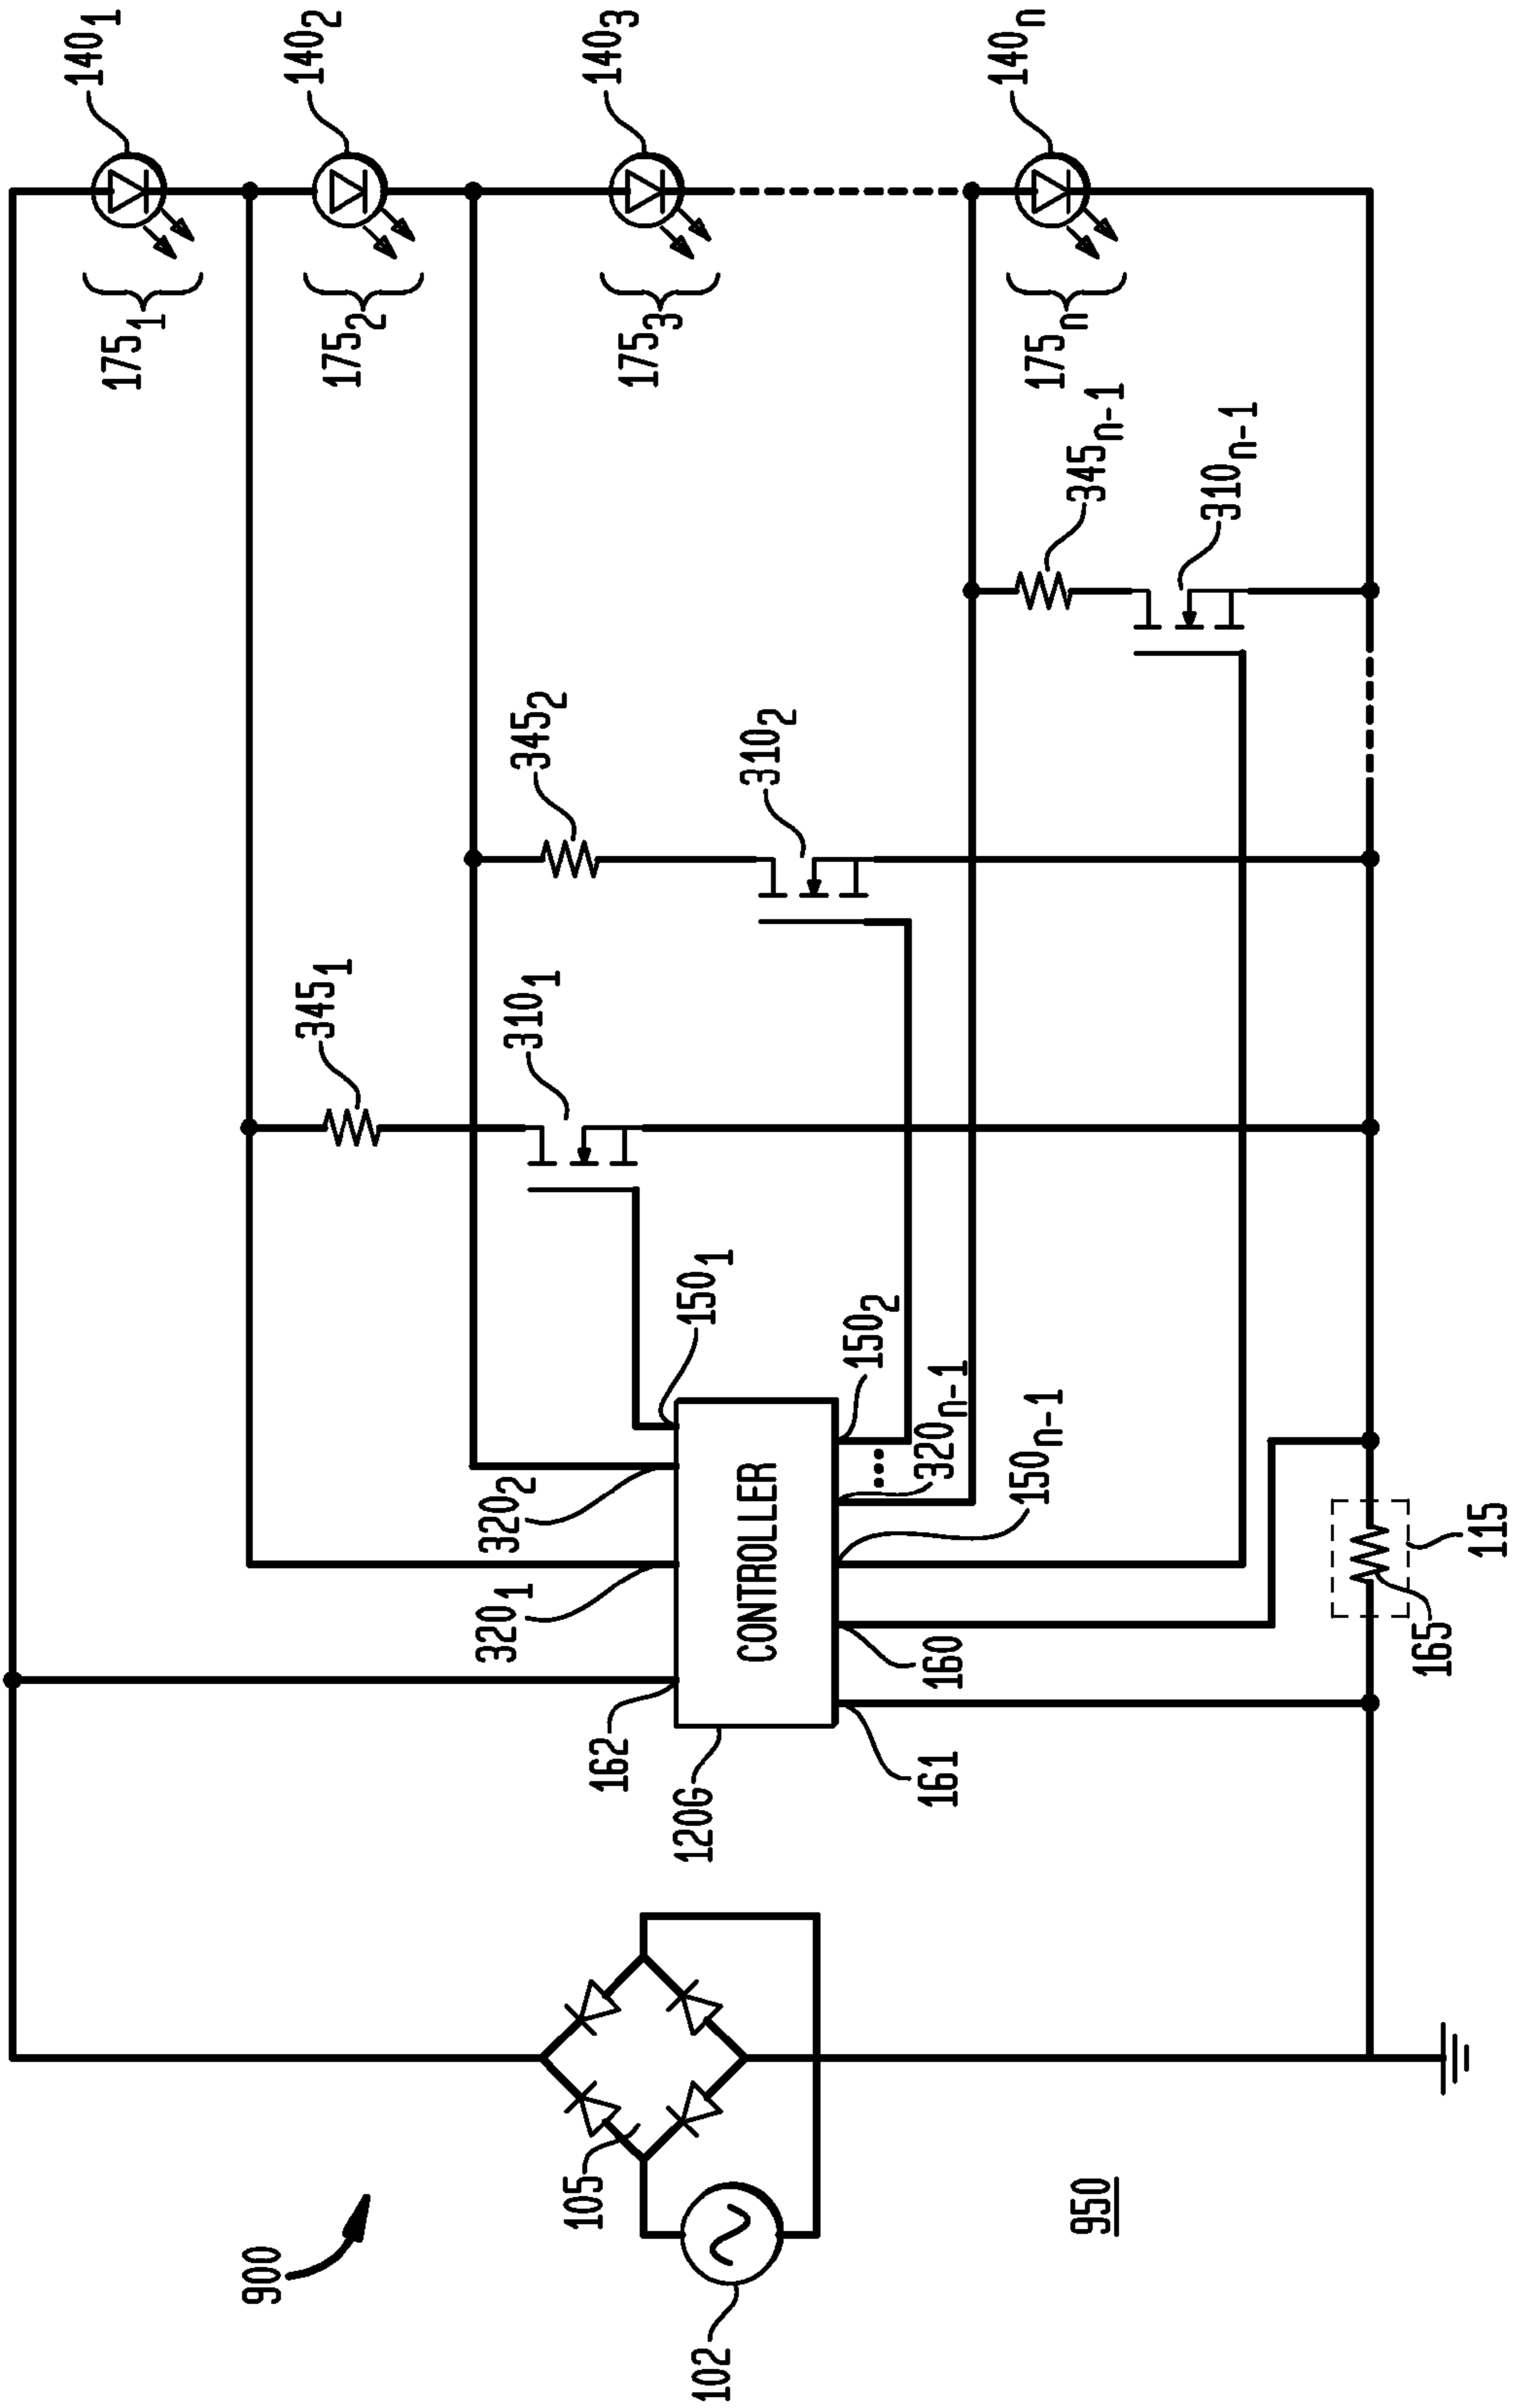 900
102
105
950
162
120G
320₁
320₂
CONTROLLER
161
160
150₁
150₂
320ₙ₋₁
150ₙ₋₁
115
165
345₁
310₁
345₂
310₂
345ₙ₋₁
310ₙ₋₁
175₁
175₂
175₃
175ₙ
140₁
140₂
140₃
140ₙ